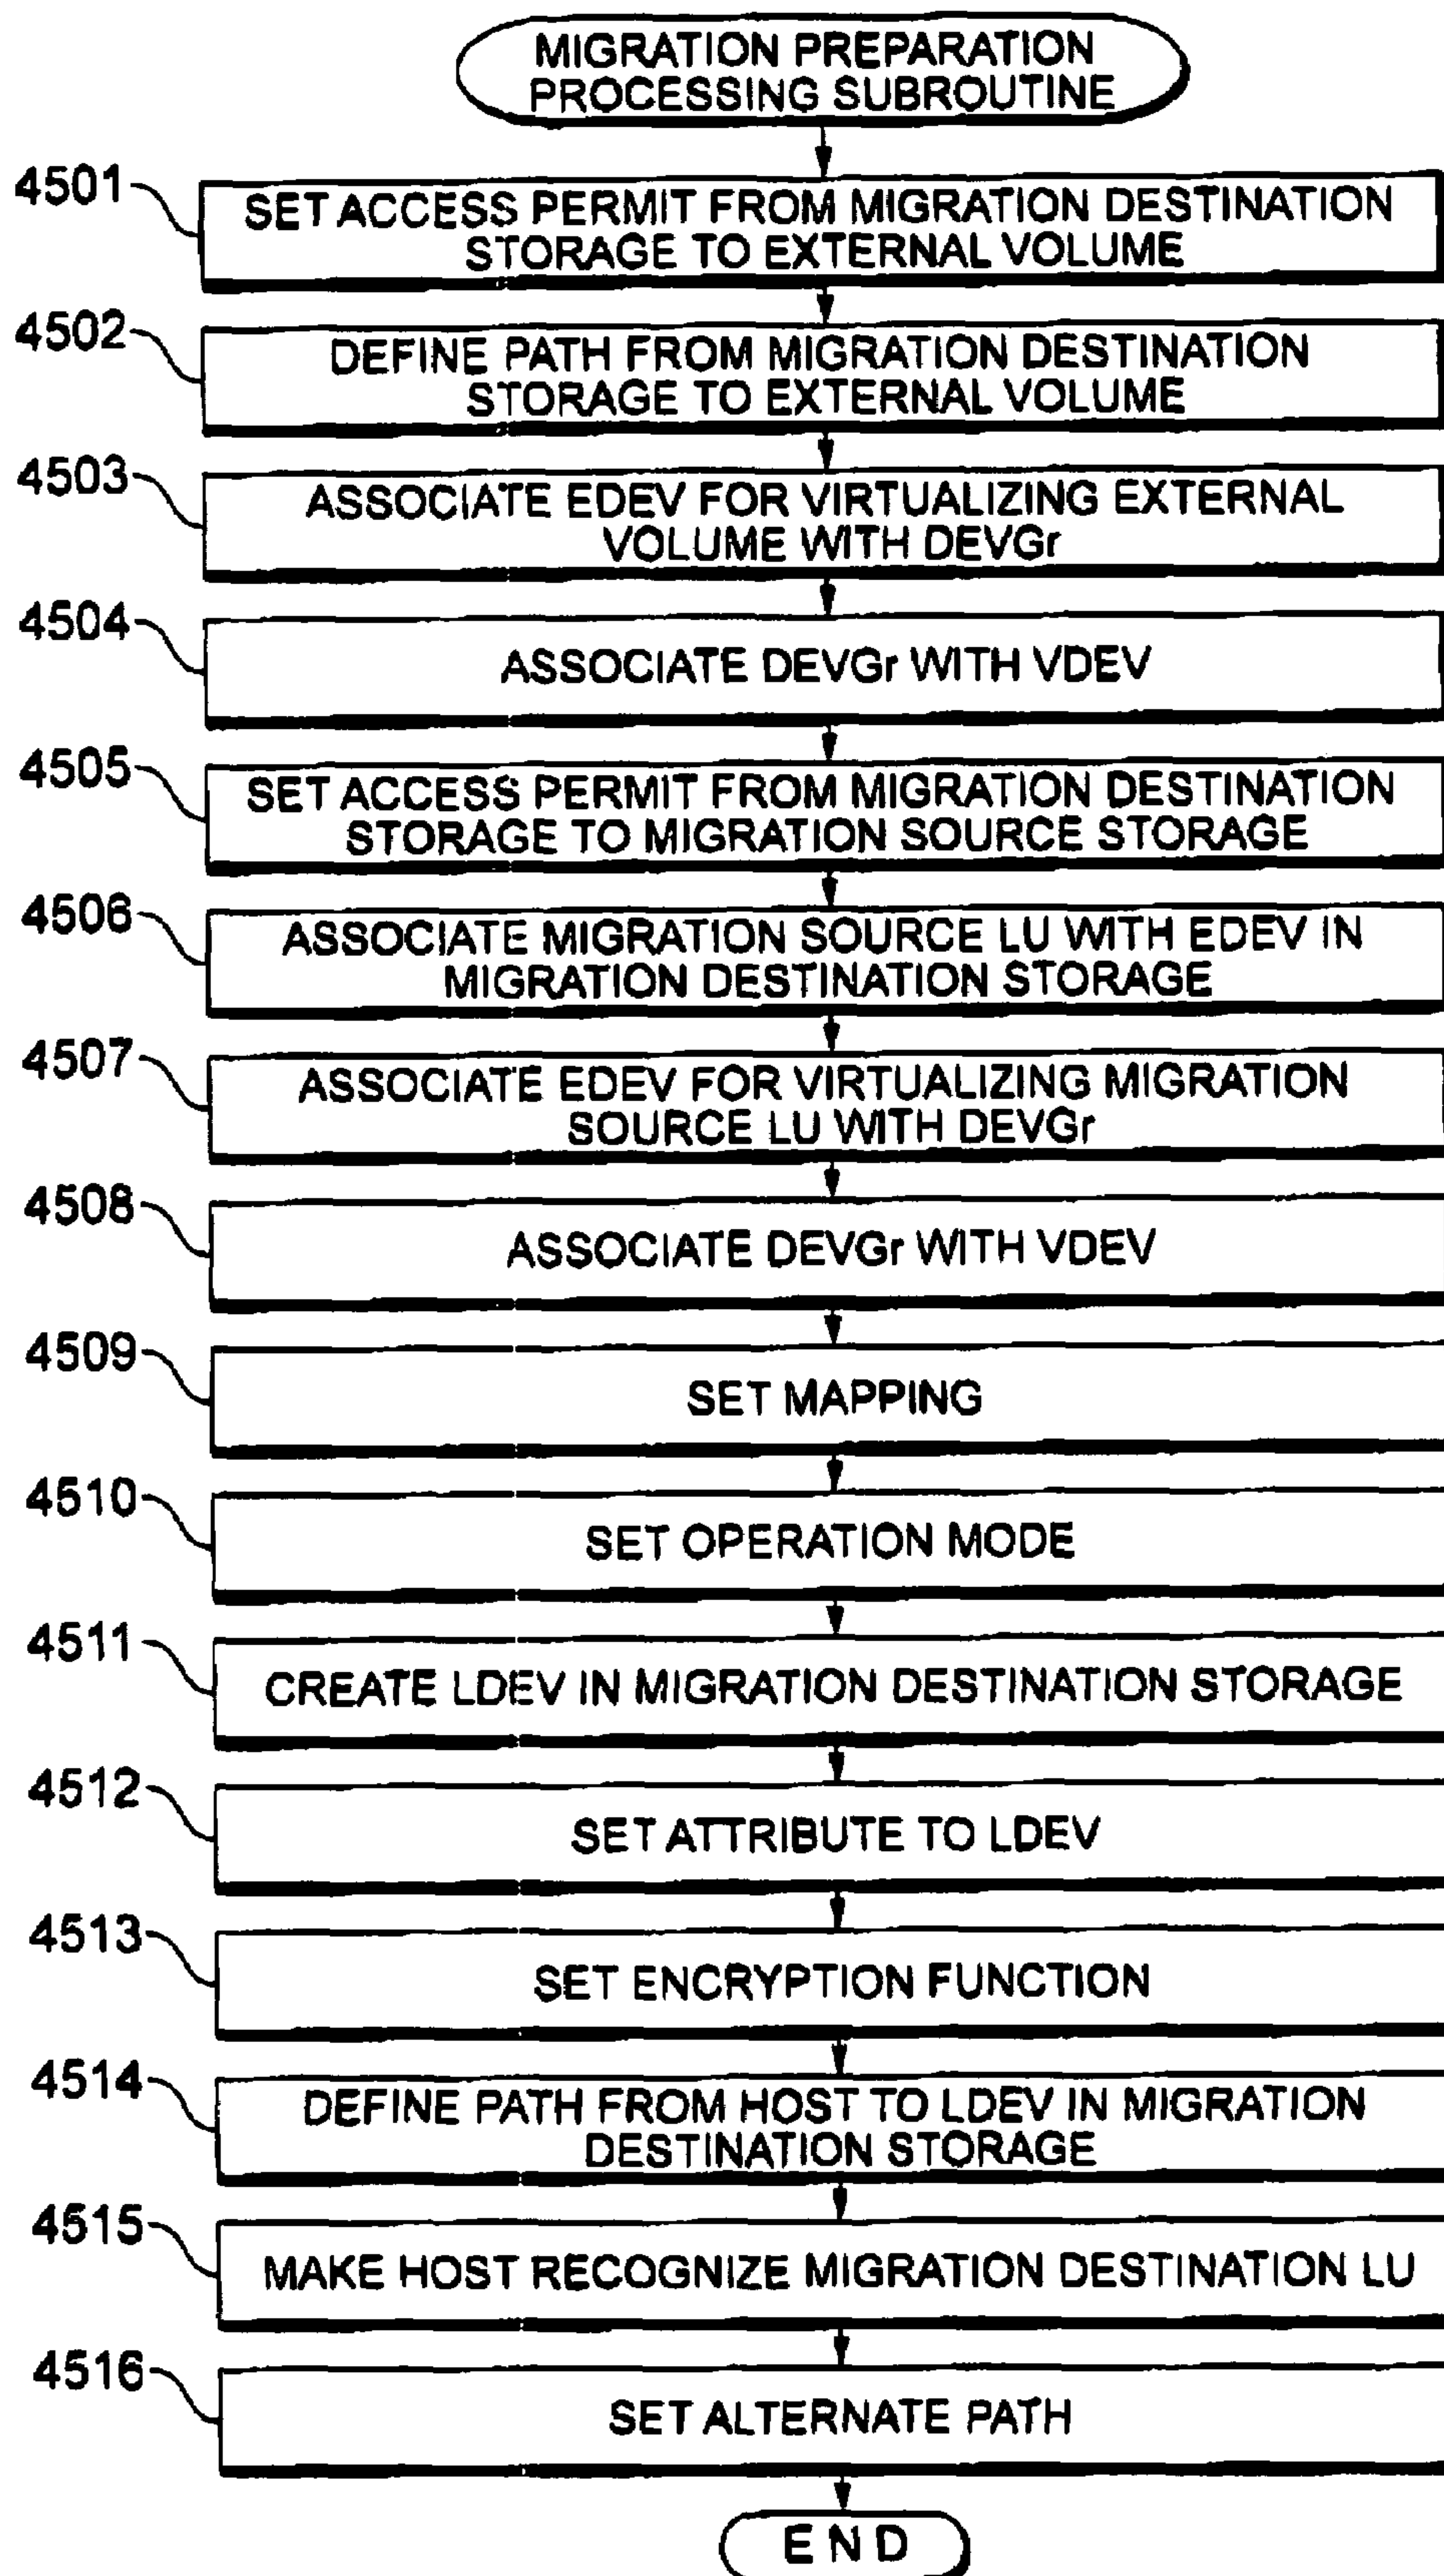 MIGRATION PREPARATION
PROCESSING SUBROUTINE
4501
SET ACCESS PERMIT FROM MIGRATION DESTINATION
STORAGE TO EXTERNAL VOLUME
4502
DEFINE PATH FROM MIGRATION DESTINATION
STORAGE TO EXTERNAL VOLUME
4503
ASSOCIATE EDEV FOR VIRTUALIZING EXTERNAL
VOLUME WITH DEVGr
4504
ASSOCIATE DEVGr WITH VDEV
4505
SET ACCESS PERMIT FROM MIGRATION DESTINATION
STORAGE TO MIGRATION SOURCE STORAGE
4506
ASSOCIATE MIGRATION SOURCE LU WITH EDEV IN
MIGRATION DESTINATION STORAGE
4507
ASSOCIATE EDEV FOR VIRTUALIZING MIGRATION
SOURCE LU WITH DEVGr
4508
ASSOCIATE DEVGr WITH VDEV
4509
SET MAPPING
4510
SET OPERATION MODE
4511
CREATE LDEV IN MIGRATION DESTINATION STORAGE
4512
SET ATTRIBUTE TO LDEV
4513
SET ENCRYPTION FUNCTION
4514
DEFINE PATH FROM HOST TO LDEV IN MIGRATION
DESTINATION STORAGE
4515
MAKE HOST RECOGNIZE MIGRATION DESTINATION LU
4516
SET ALTERNATE PATH
END